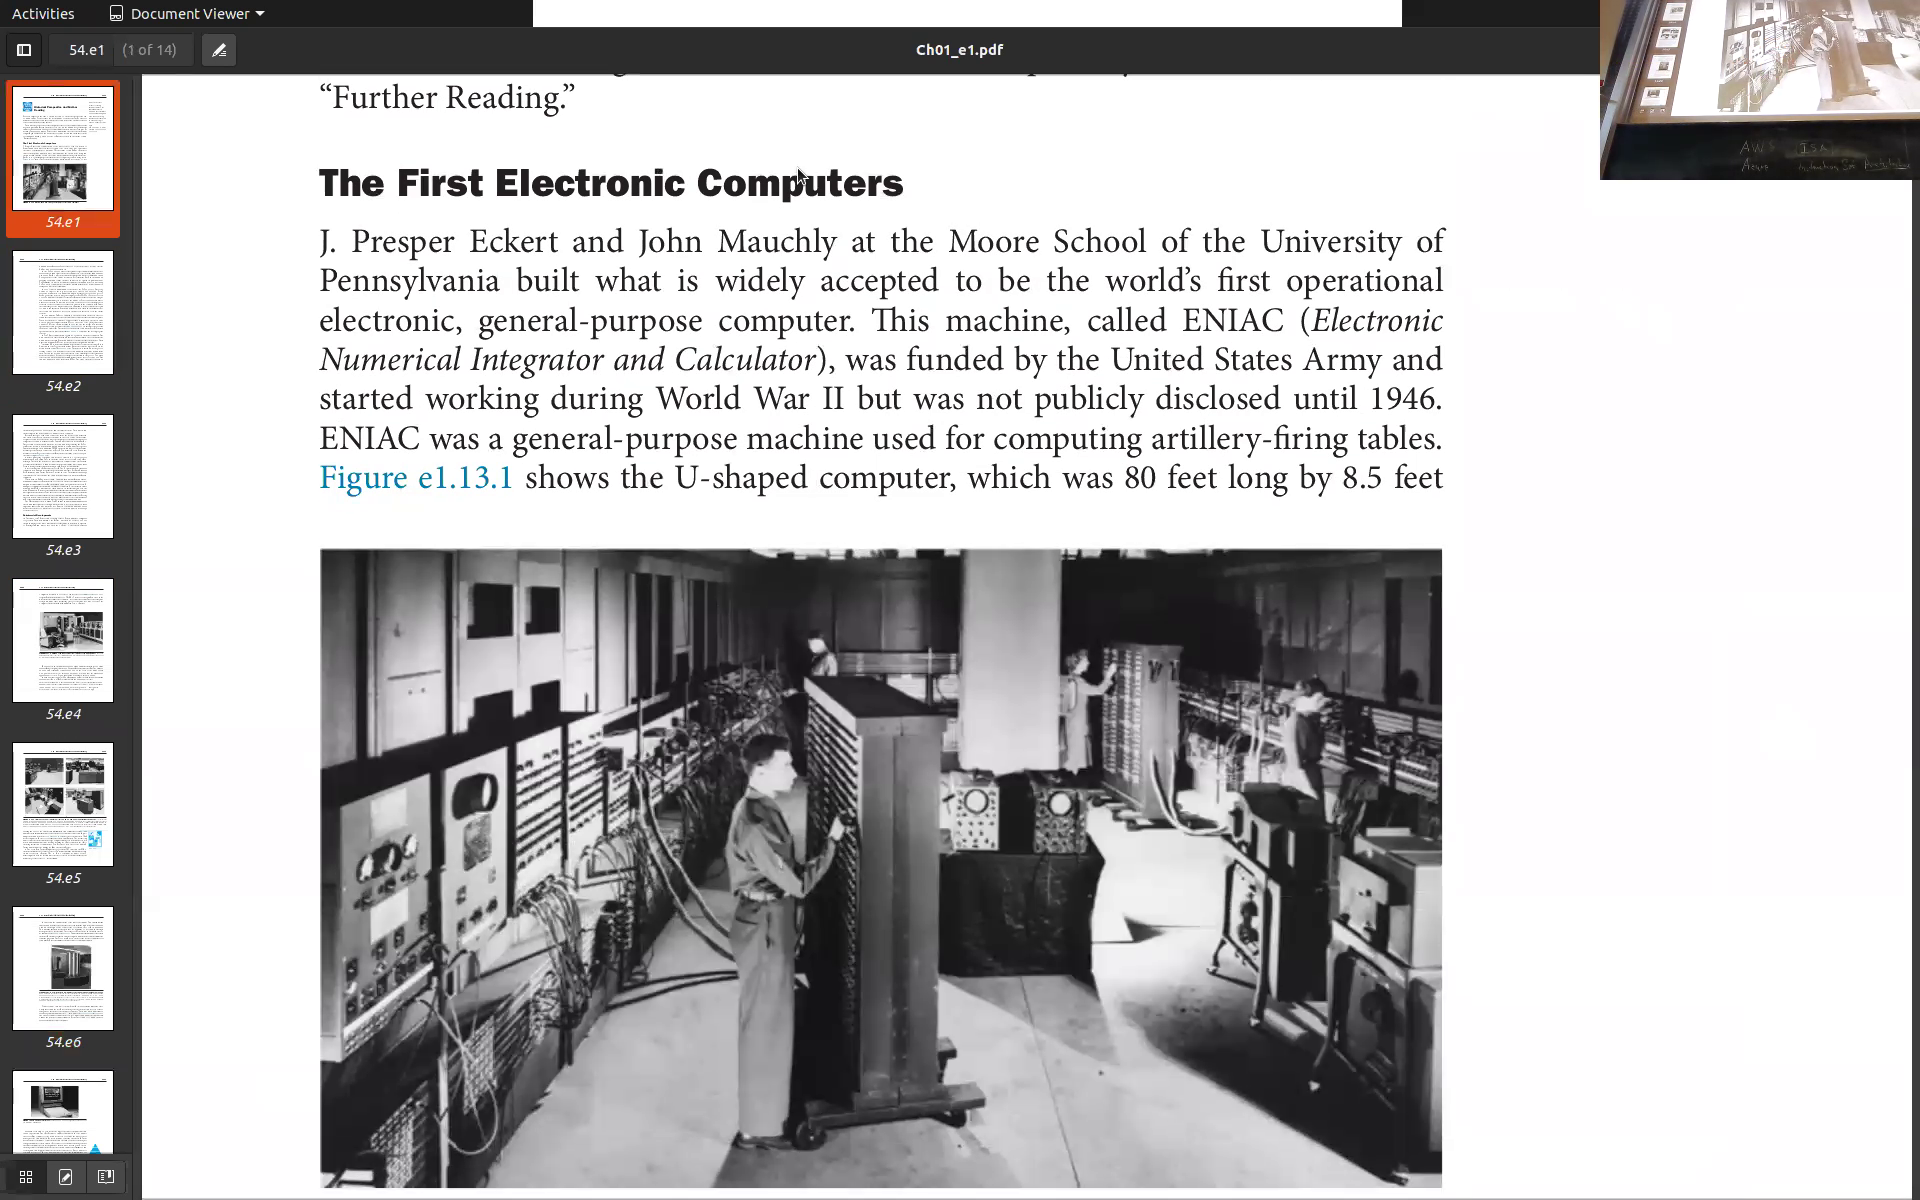 Activities
Document Viewer
54.e1 (1 of 14)
Ch01_e1.pdf
“Further Reading.”
The First Electronic Computers
J. Presper Eckert and John Mauchly at the Moore School of the University of
Pennsylvania built what is widely accepted to be the world’s first operational
electronic, general-purpose computer. This machine, called ENIAC (Electronic
Numerical Integrator and Calculator), was funded by the United States Army and
started working during World War II but was not publicly disclosed until 1946.
ENIAC was a general-purpose machine used for computing artillery-firing tables.
Figure e1.13.1 shows the U-shaped computer, which was 80 feet long by 8.5 feet
54.e1
54.e2
54.e3
54.e4
54.e5
54.e6
AWS ISA
Azure